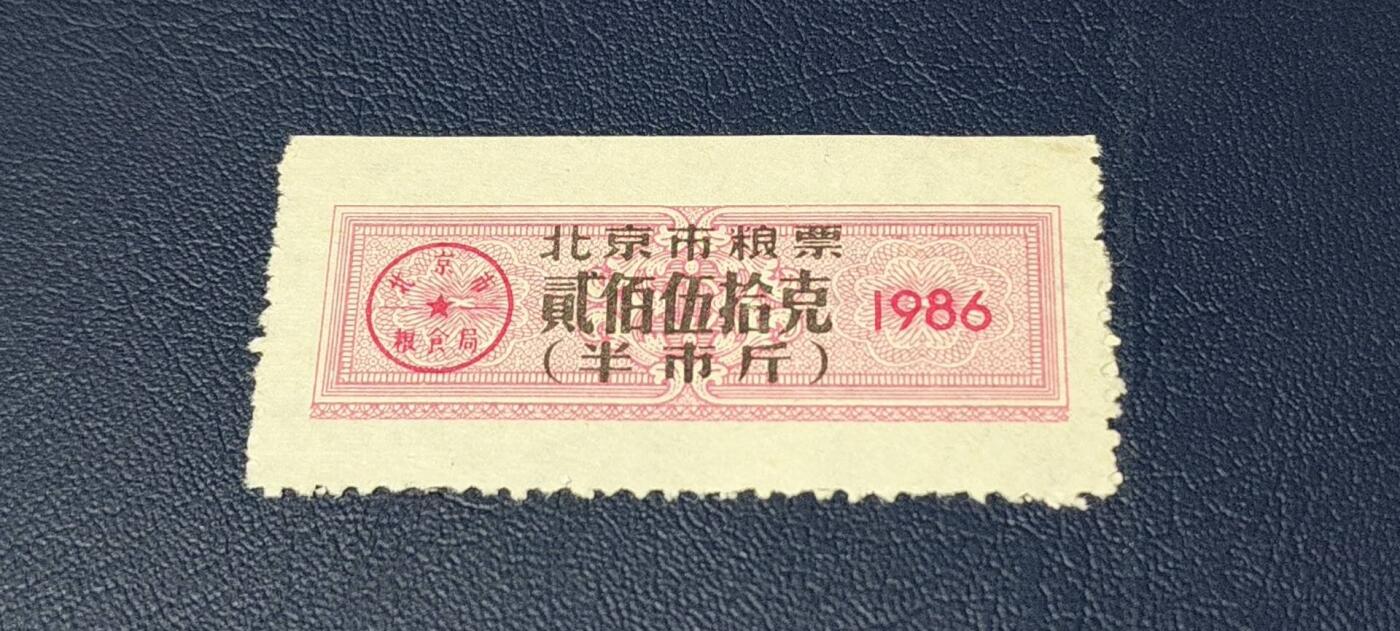 北京市粮票
贰佰伍拾克
(半市斤)
北京市
粮食局
1986